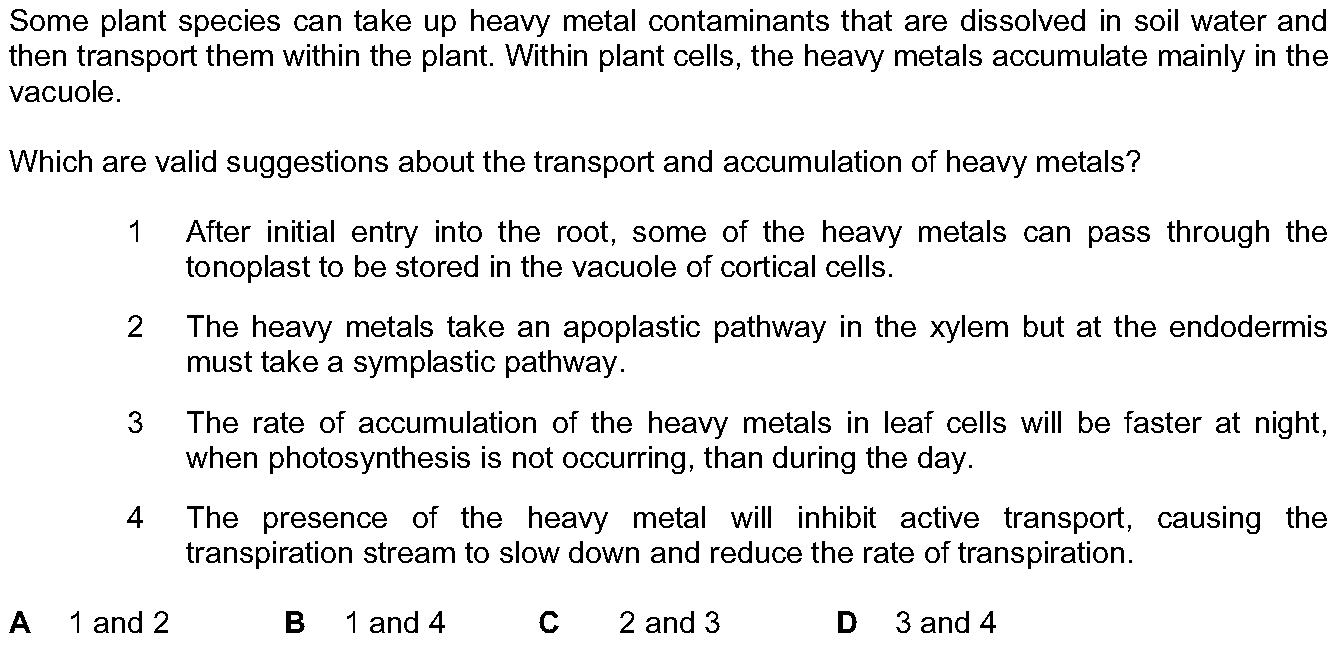 Some plant species can take up heavy metal contaminants that are dissolved in soil water and
then transport them within the plant. Within plant cells, the heavy metals accumulate mainly in the
vacuole.
Which are valid suggestions about the transport and accumulation of heavy metals?
1 After initial entry into the root, some of the heavy metals can pass through the
tonoplast to be stored in the vacuole of cortical cells.
2 The heavy metals take an apoplastic pathway in the xylem but at the endodermis
must take a symplastic pathway.
3 The rate of accumulation of the heavy metals in leaf cells will be faster at night,
when photosynthesis is not occurring, than during the day.
4 The presence of the heavy metal will inhibit active transport, causing the
transpiration stream to slow down and reduce the rate of transpiration.
A 1 and 2 B 1 and 4 C 2 and 3 D 3 and 4